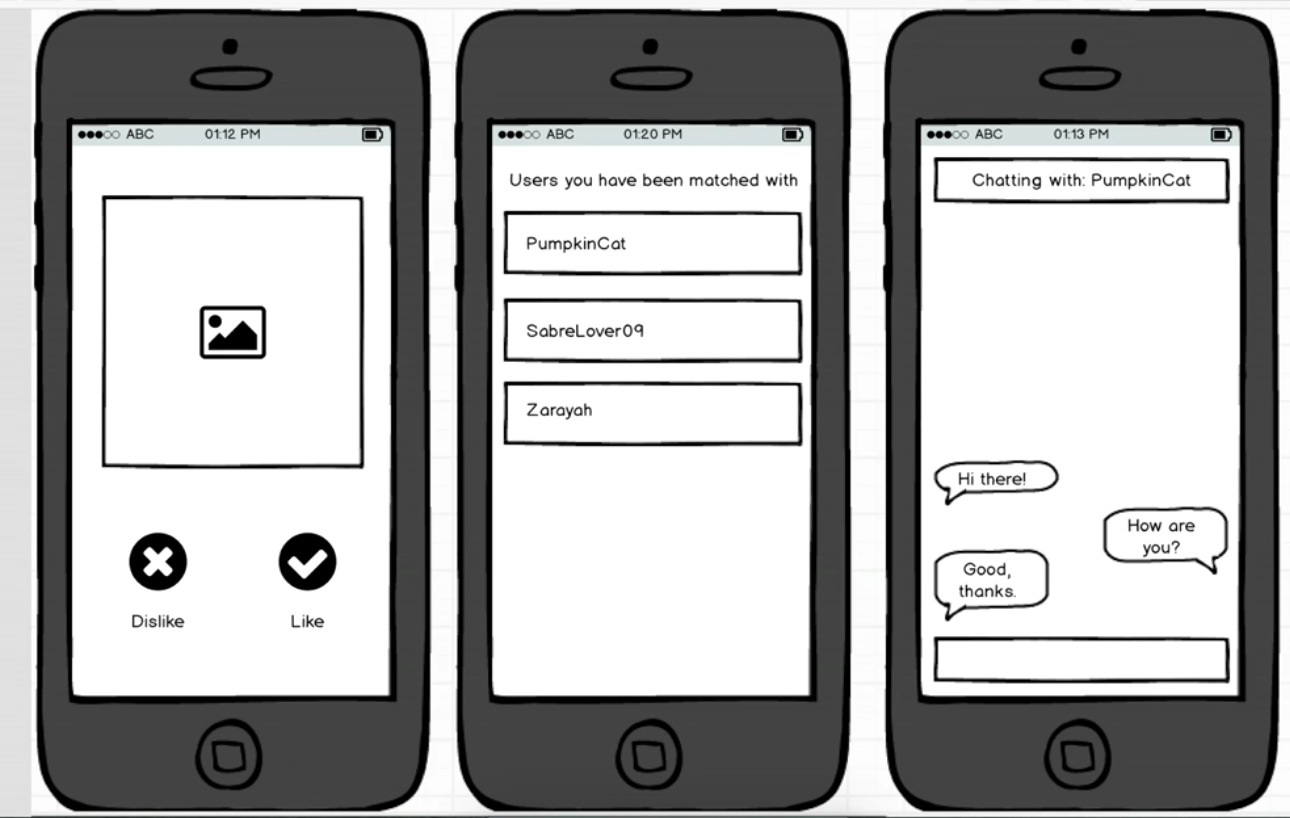 ABC 01:12 PM
Dislike Like
ABC 01:20 PM
Users you have been matched with
PumpkinCat
SabreLover09
Zarayah
ABC 01:13 PM
Chatting with: PumpkinCat
Hi there!
How are
you?
Good,
thanks.